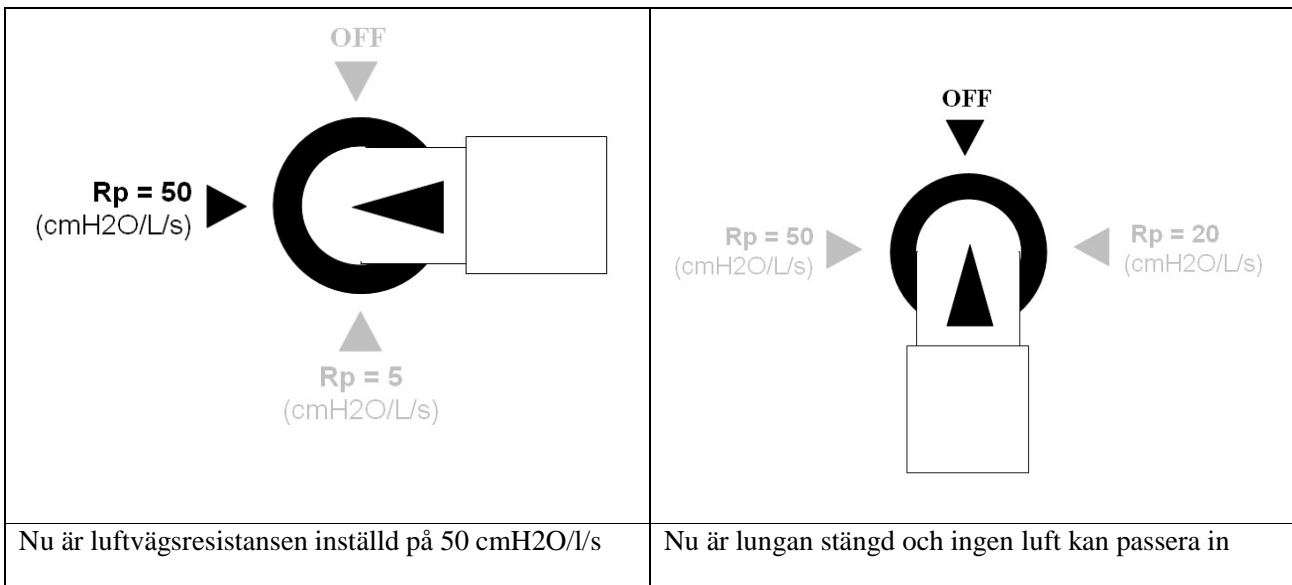 OFF
Rp = 50
(cmH2O/L/s)
Rp = 5
(cmH2O/L/s)
OFF
Rp = 50
(cmH2O/L/s)
Rp = 20
(cmH2O/L/s)
Nu är luftvägsresistansen inställd på 50 cmH2O/l/s
Nu är lungan stängd och ingen luft kan passera in